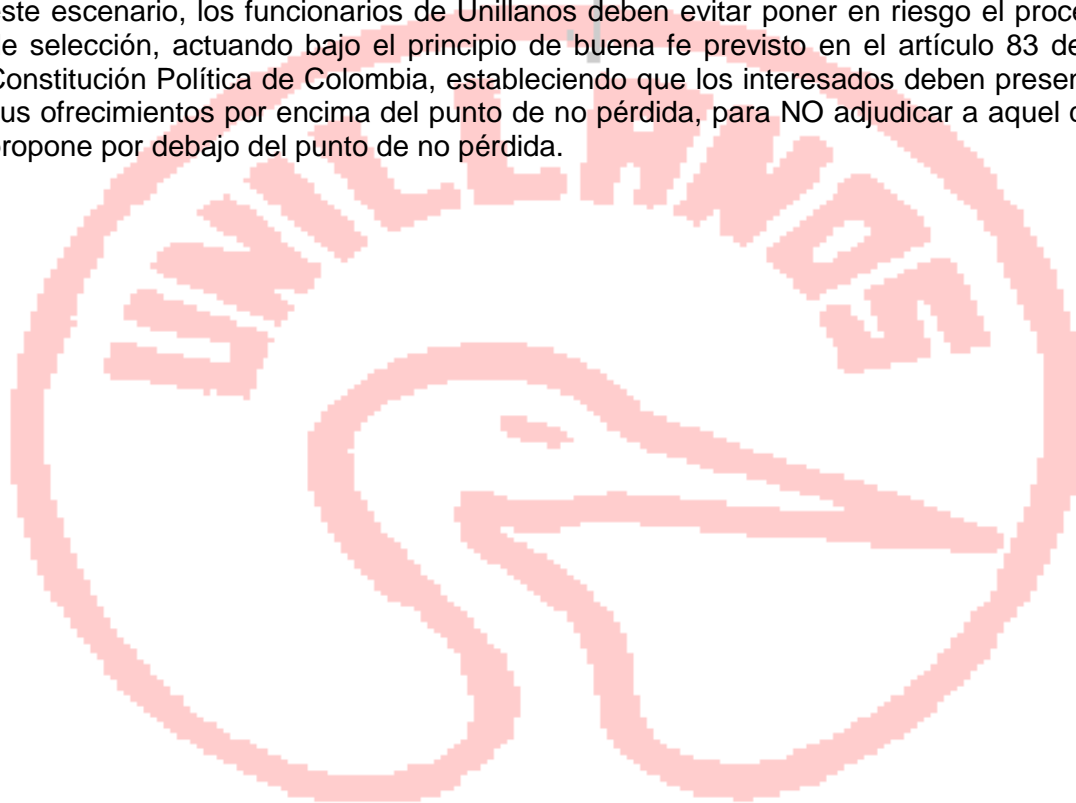 este escenario, los funcionarios de Unillanos deben evitar poner en riesgo el proce
e selección, actuando bajo el principio de buena fe previsto en el artículo 83 de
Constitución Política de Colombia, estableciendo que los interesados deben presen
us ofrecimientos por encima del punto de no pérdida, para NO adjudicar a aquel
propone por debajo del punto de no pérdida.
UNILLANOS